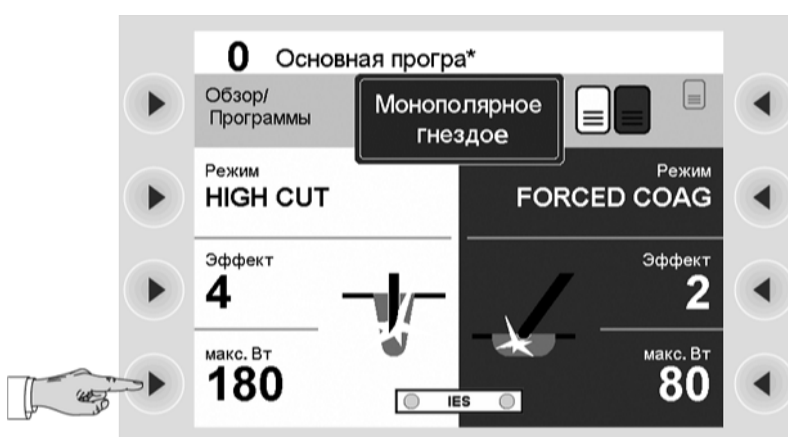 0 Основная програ*
Обзор/
Программы
Монополярное
гнездое
Режим
HIGH CUT
Эффект
4
макс. Вт
180
Режим
FORCED COAG
Эффект
2
макс. Вт
80
IES